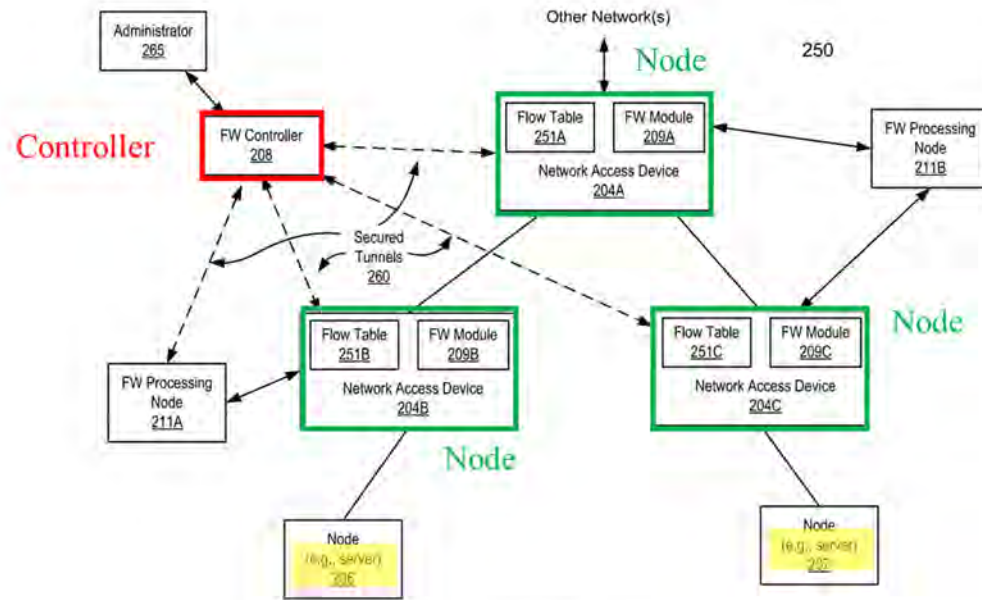 Other Network(s)
Administrator
265
Node
250
Controller
FW Controller
208
Flow Table
251A
FW Module
209A
Network Access Device
204A
FW Processing
Node
211B
Secured
Tunnels
260
Node
Flow Table
251B
FW Module
209B
Network Access Device
204B
Flow Table
251C
FW Module
209C
Network Access Device
204C
FW Processing
Node
211A
Node
Node
(e.g., server)
206
Node
(e.g., server)
207